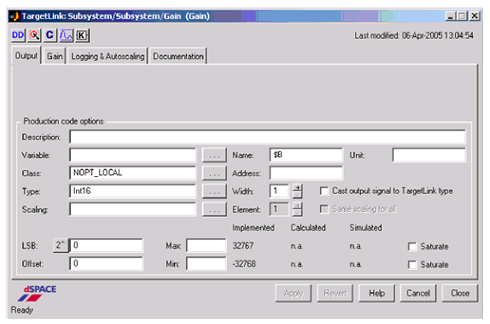 TargetLink: Subsystem/Subsystem/Gain (Gain)
DD C K
Last modified: 06-Apr-2005 13:04:54
Output Gain Logging & Autoscaling Documentation
Production code options
Description:
Variable: ... Name: $B Unit:
Class: NOPT_LOCAL ... Address:
Type: Int16 ... Width: 1 Cast output signal to TargetLink type
Scaling: ... Element: 1 Same scaling for all
Implemented Calculated Simulated
LSB: 2^ 0 Max: 32767 n.a. n.a. Saturate
Offset: 0 Min: -32768 n.a. n.a. Saturate
dSPACE
Apply Revert Help Cancel Close
Ready